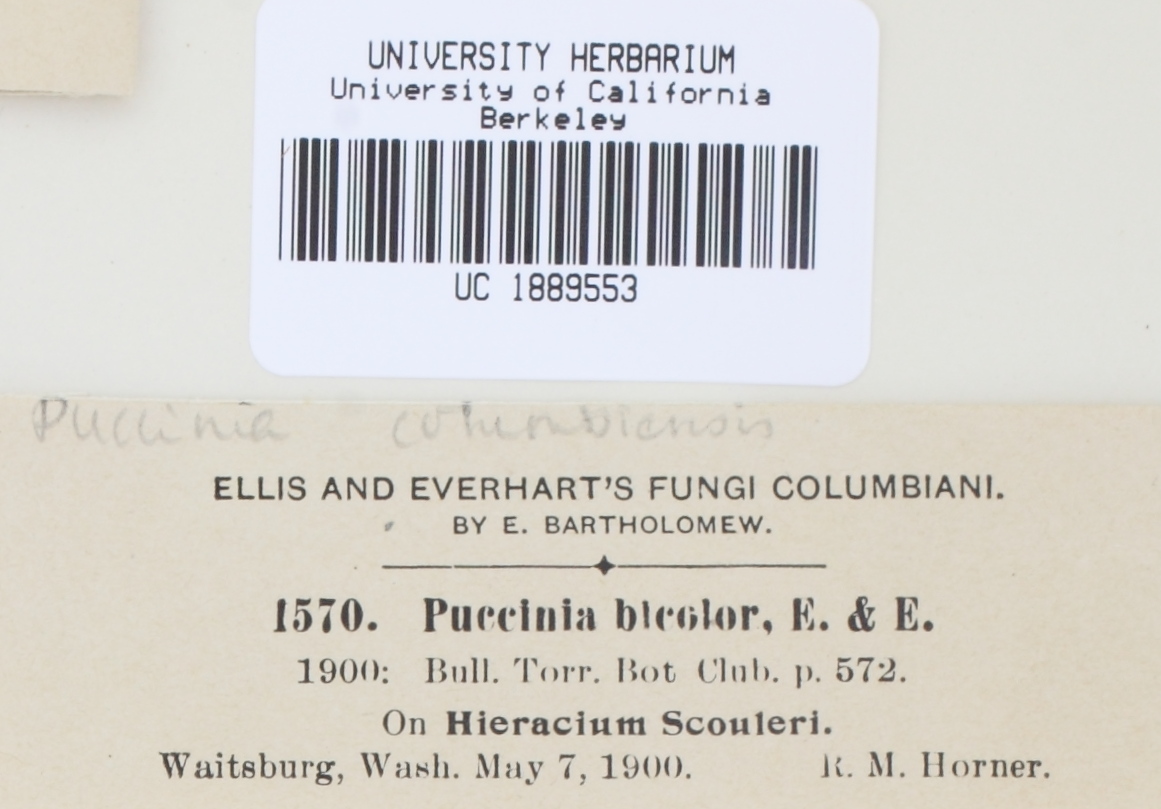 UNIVERSITY HERBARIUM
University of California
Berkeley
UC 1889553
Puccinia columbiensis
ELLIS AND EVERHART'S FUNGI COLUMBIANI.
BY E. BARTHOLOMEW.
1570. Puccinia bicolor, E. & E.
1900: Bull. Torr. Bot Club. p. 572.
On Hieracium Scouleri.
Waitsburg, Wash. May 7, 1900. R. M. Horner.